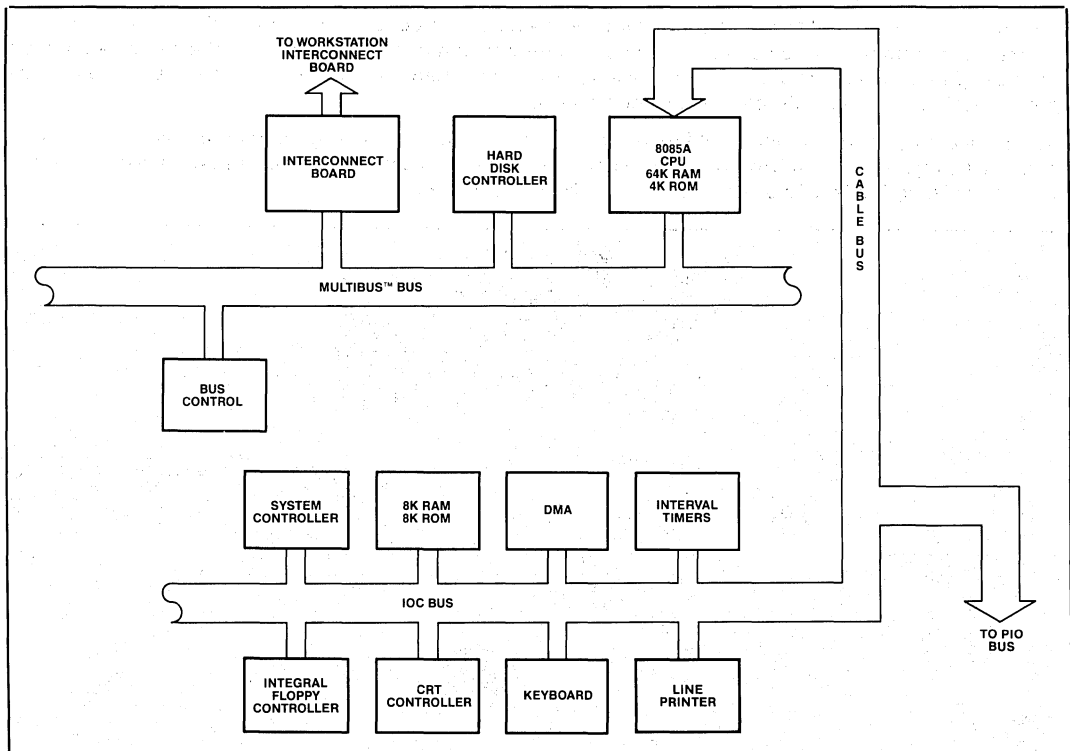 TO WORKSTATION
INTERCONNECT
BOARD
INTERCONNECT
BOARD
HARD
DISK
CONTROLLER
8085A
CPU
64K RAM
4K ROM
CABLE BUS
MULTIBUS™ BUS
BUS
CONTROL
SYSTEM
CONTROLLER
8K RAM
8K ROM
DMA
INTERVAL
TIMERS
IOC BUS
TO PIO
BUS
INTEGRAL
FLOPPY
CONTROLLER
CRT
CONTROLLER
KEYBOARD
LINE
PRINTER